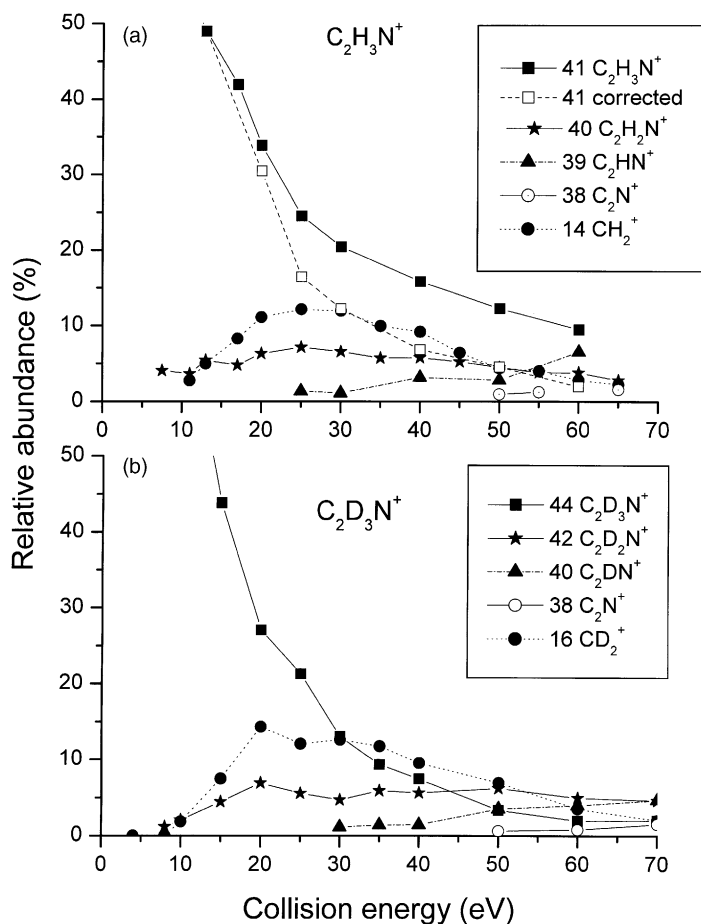 Relative abundance (%)
(a)
C₂H₃N⁺
50
40
30
20
10
0
41 C₂H₃N⁺
41 corrected
40 C₂H₂N⁺
39 C₂HN⁺
38 C₂N⁺
14 CH₂⁺
0 10 20 30 40 50 60 70
(b)
C₂D₃N⁺
50
40
30
20
10
0
44 C₂D₃N⁺
42 C₂D₂N⁺
40 C₂DN⁺
38 C₂N⁺
16 CD₂⁺
0 10 20 30 40 50 60 70
Collision energy (eV)